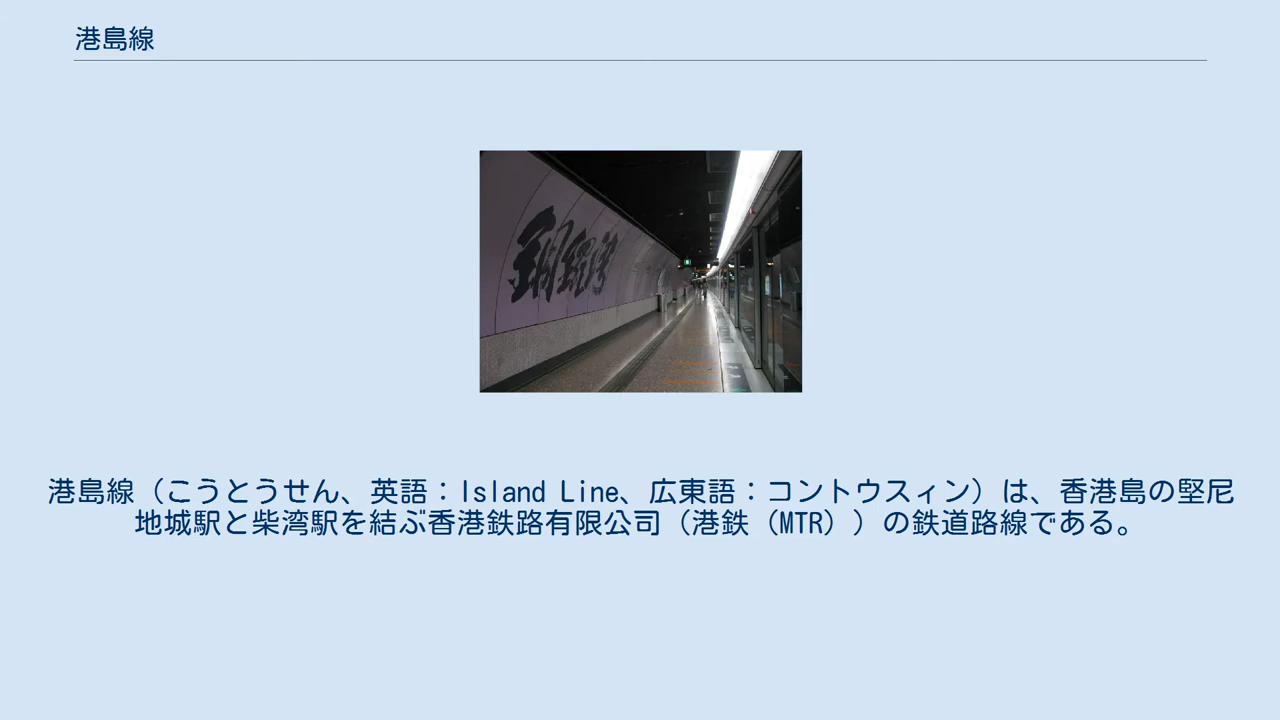 港島線
銅鑼灣
港島線（こうとうせん、英語：Island Line、広東語：コントウスィン）は、香港島の堅尼
地城駅と柴湾駅を結ぶ香港鉄路有限公司（港鉄（MTR））の鉄道路線である。